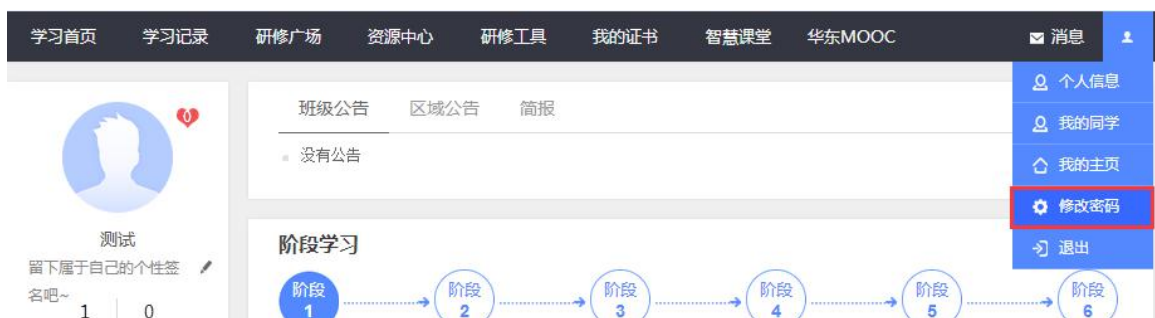 学习首页 学习记录 研修广场 资源中心 研修工具 我的证书 智慧课堂 华东MOOC 消息
个人信息
我的同学
我的主页
修改密码
退出
0
测试
留下属于自己的个性签
名吧~
1 0
班级公告 区域公告 简报
没有公告
阶段学习
阶段 1
阶段 2
阶段 3
阶段 4
阶段 5
阶段 6